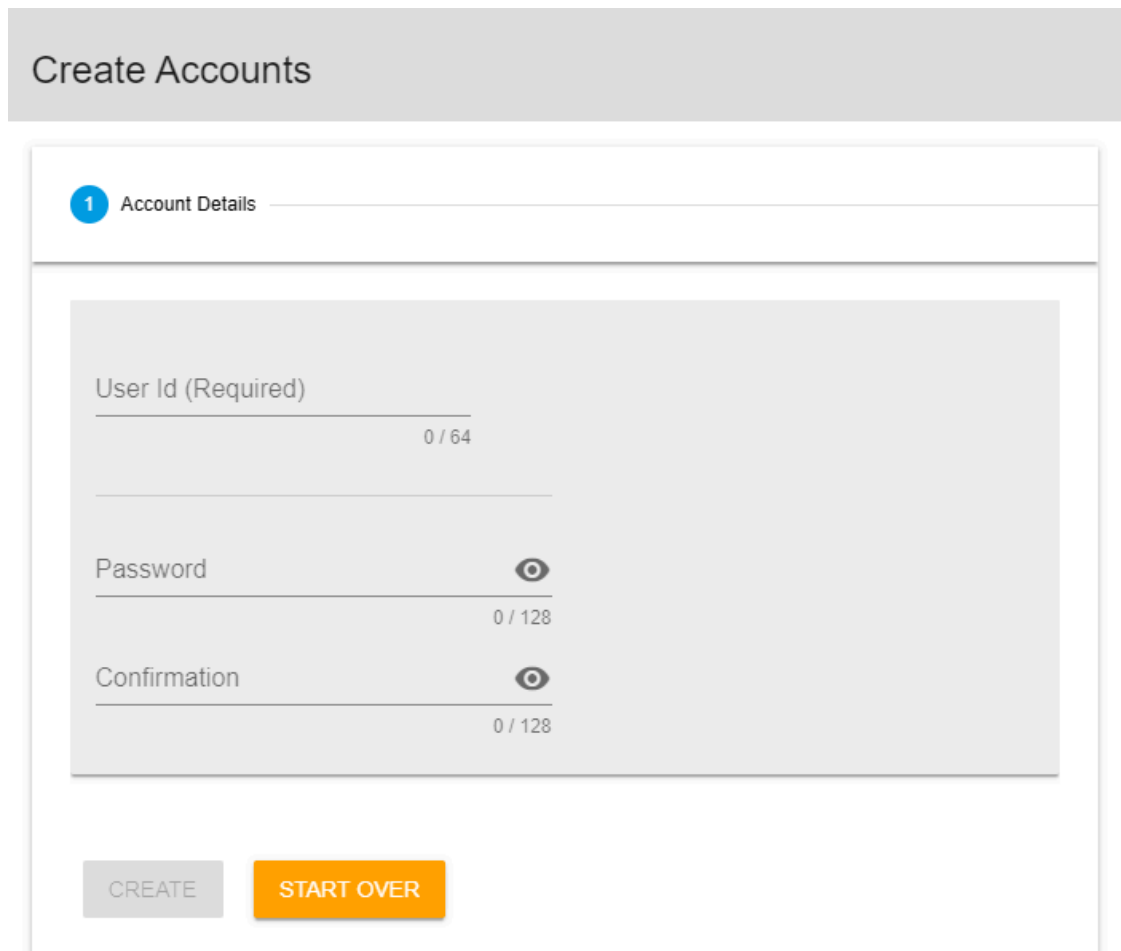 Create Accounts
1 Account Details
User Id (Required)
0 / 64
Password
0 / 128
Confirmation
0 / 128
CREATE START OVER